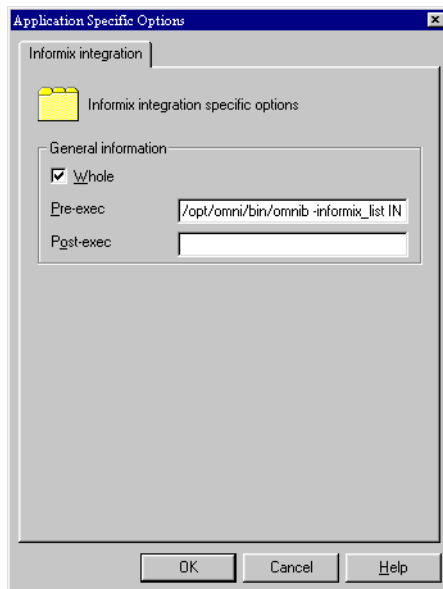 Application Specific Options
Informix integration
Informix integration specific options
General information
Whole
Pre-exec
/opt/omni/bin/omnib -informix_list IN
Post-exec
OK
Cancel
Help